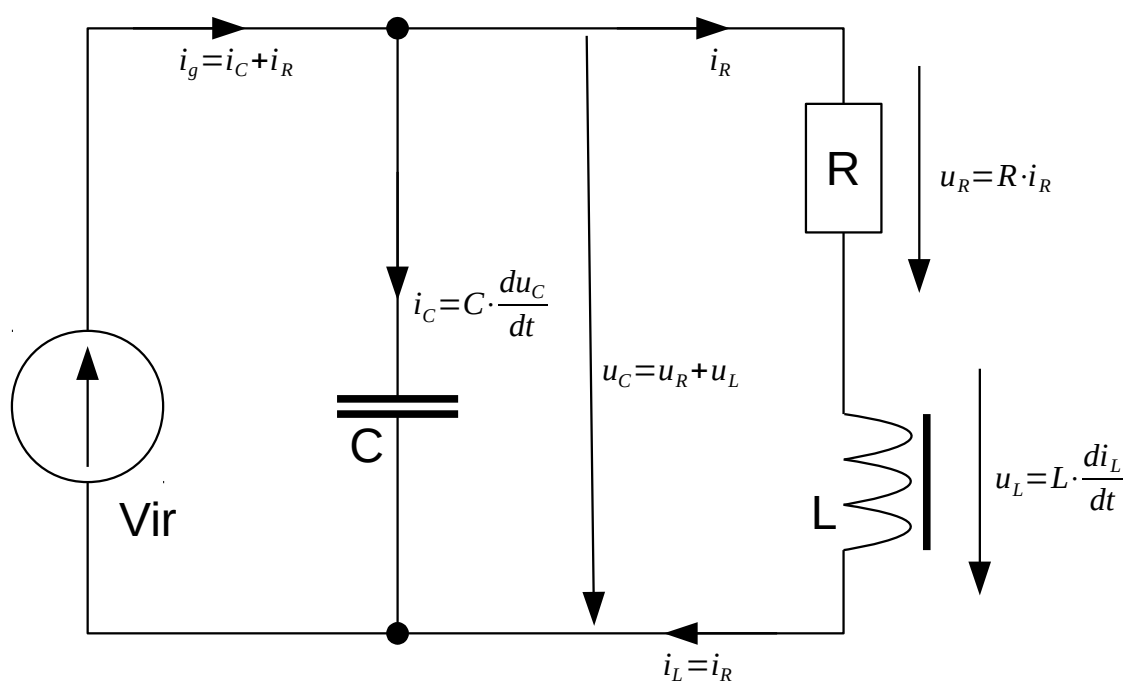 i_g=i_C+i_R
i_R
R
u_R=R·i_R
i_C=C·du_C/dt
u_C=u_R+u_L
C
u_L=L·di_L/dt
L
Vir
i_L=i_R